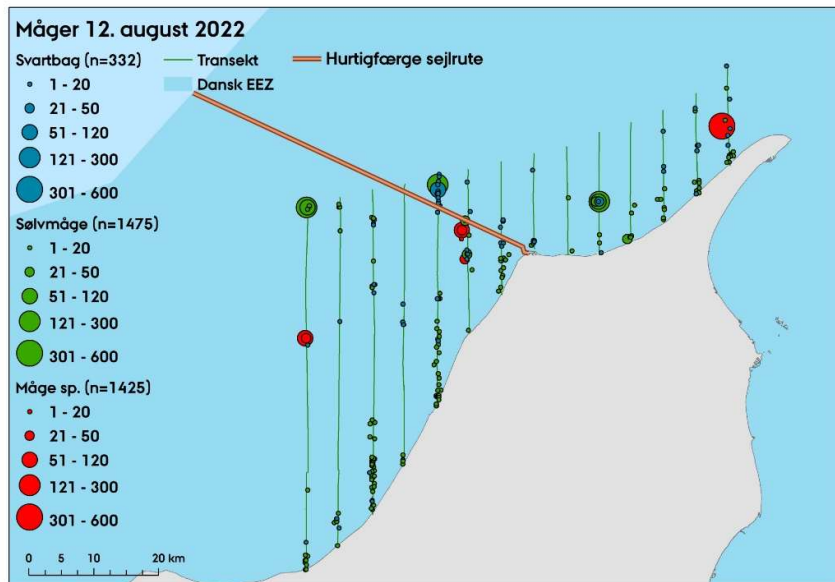 Måger 12. august 2022
Svartbag (n=332)
1 - 20
21 - 50
51 - 120
121 - 300
301 - 600
Sølvmåge (n=1475)
1 - 20
21 - 50
51 - 120
121 - 300
301 - 600
Måge sp. (n=1425)
1 - 20
21 - 50
51 - 120
121 - 300
301 - 600
Transekt
Dansk EEZ
Hurtigfærge sejlrute
0 5 10 20 km